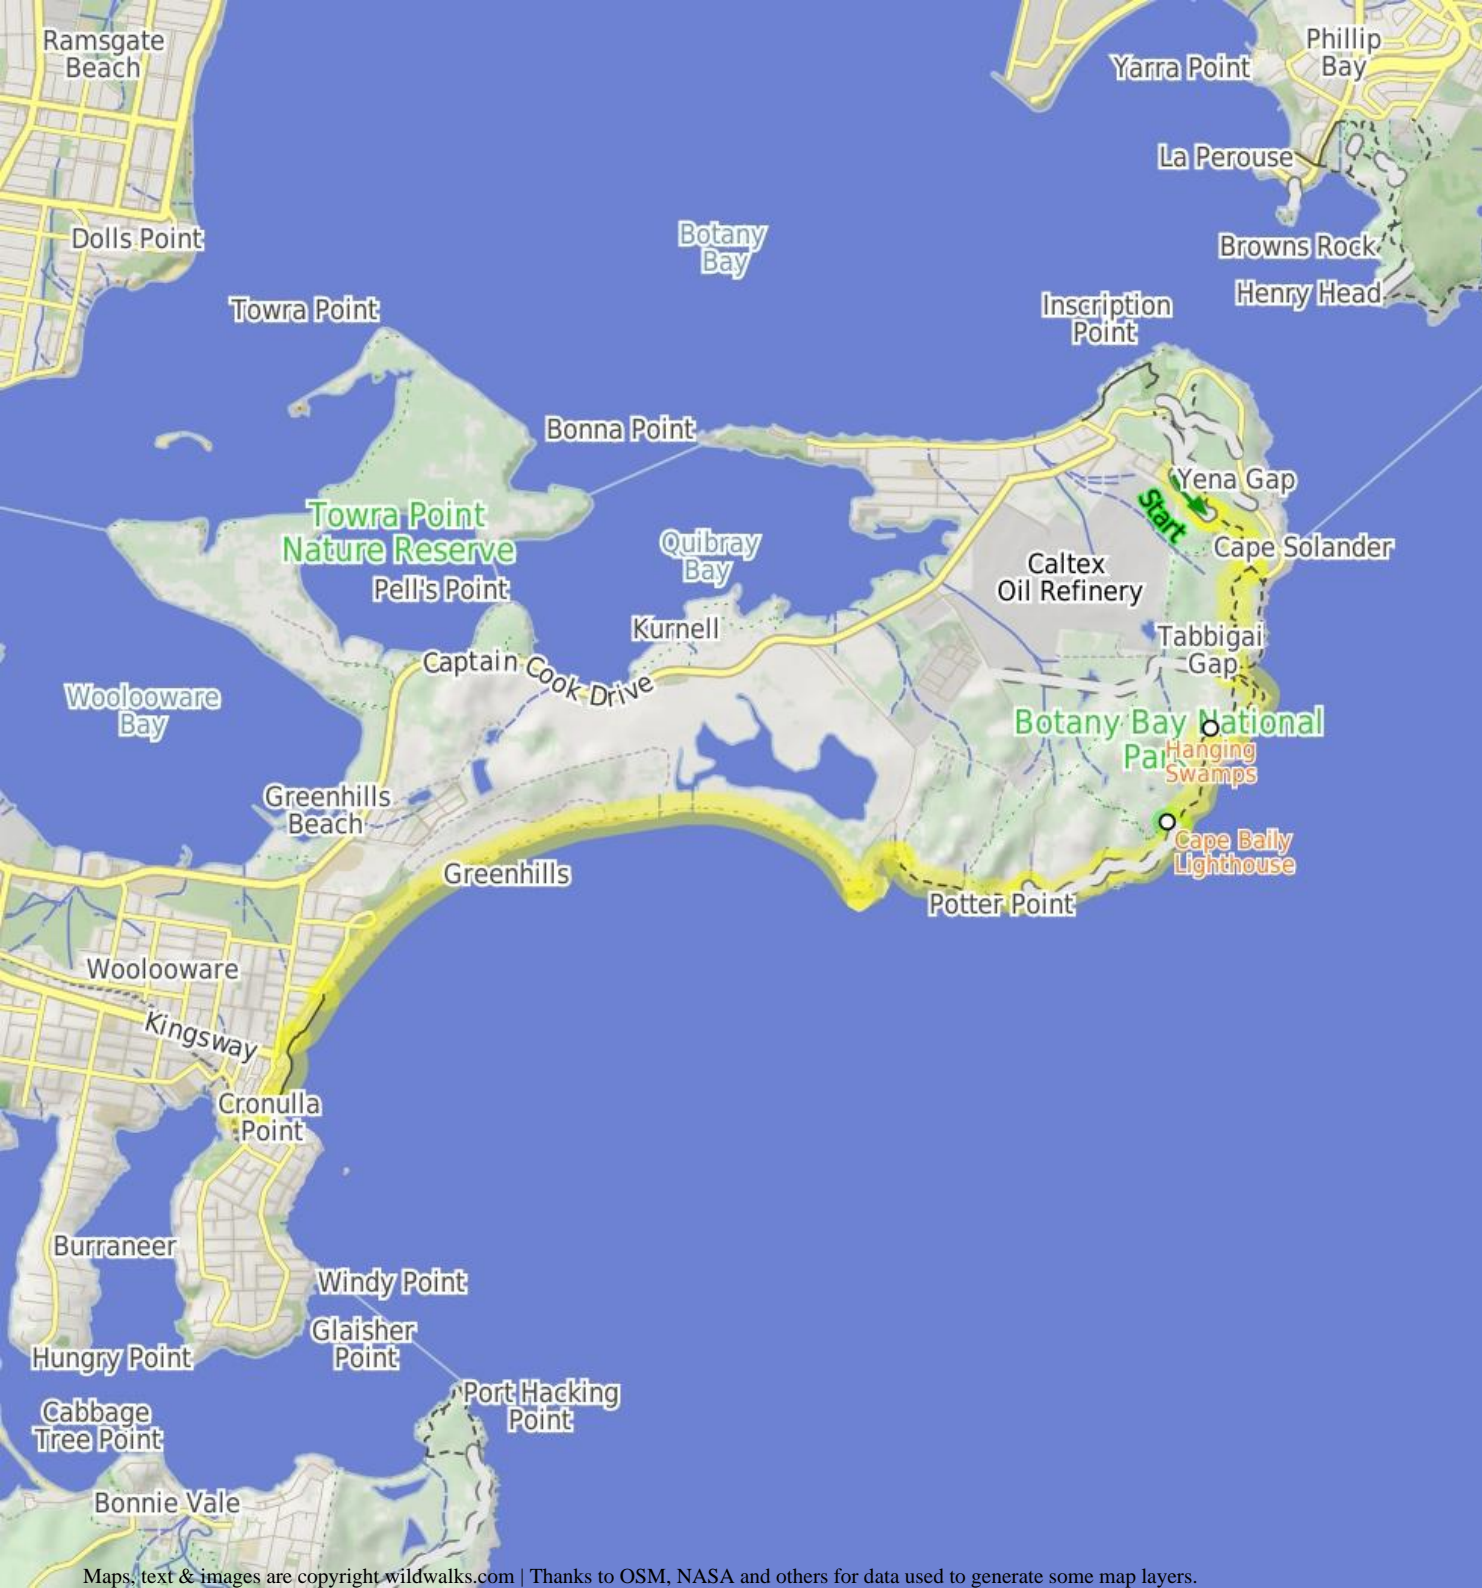 Ramsgate
Beach
Phillip
Bay
Yarra Point
La Perouse
Dolls Point
Botany
Bay
Browns Rock
Henry Head
Towra Point
Inscription
Point
Bonna Point
Yena Gap
Start
Towra Point
Nature Reserve
Quibray
Bay
Cape Solander
Caltex
Oil Refinery
Pell's Point
Kurnell
Tabbigai
Gap
Captain Cook Drive
Woolooware
Bay
Botany Bay National
Park
Hanging
Swamps
Greenhills
Beach
Cape Baily
Lighthouse
Greenhills
Potter Point
Woolooware
Kingsway
Cronulla
Point
Burraneer
Windy Point
Glaisher
Point
Hungry Point
Port Hacking
Point
Cabbage
Tree Point
Bonnie Vale
Maps, text & images are copyright wildwalks.com | Thanks to OSM, NASA and others for data used to generate some map layers.